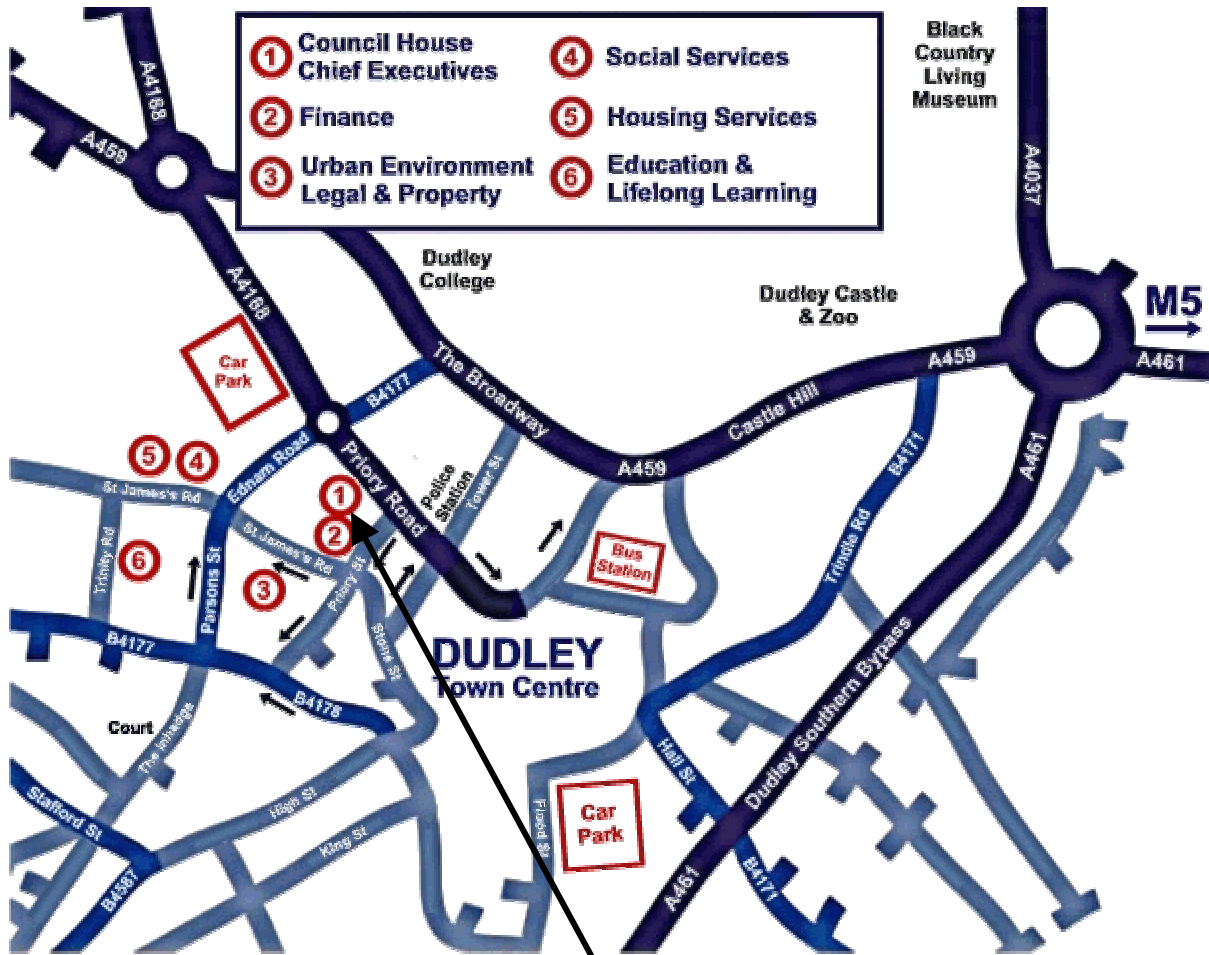 1 Council House
Chief Executives
2 Finance
3 Urban Environment
Legal & Property
4 Social Services
5 Housing Services
6 Education &
Lifelong Learning
Black
Country
Living
Museum
A4168
A459
A4037
A4168
Dudley
College
Dudley Castle
& Zoo
M5
A459
A461
Car
Park
B4177
The Broadway
Castle Hill
A459
B4171
A461
5
4
Ednam Road
Priory Road
1
2
Police
Station
Tower St
St James's Rd
St James's Rd
Trinity Rd
6
Parsons St
3
Priory St
Bus
Station
Trindle Rd
Stone St
B4177
B4178
DUDLEY
Town Centre
Court
The Inhedge
Dudley Southern Bypass
Hall St
Stafford St
High St
King St
Flood St
Car
Park
B4587
A461
B4171